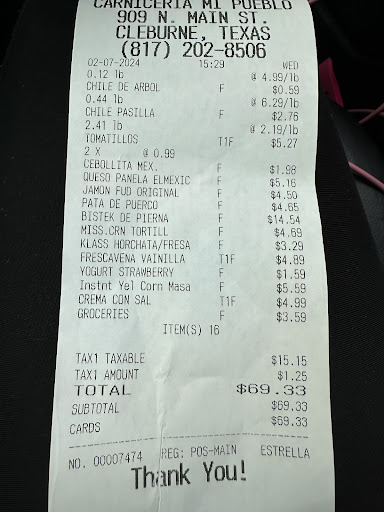 CARNICERIA MI PUEBLO
909 N. MAIN ST.
CLEBURNE, TEXAS
(817) 202-8506
02-07-2024 15:29 WED
0.12 lb @ 4.99/lb
CHILE DE ARBOL F $0.59
0.44 lb @ 6.29/lb
CHILE PASILLA F $2.76
2.41 lb @ 2.19/lb
TOMATILLOS T1F $5.27
2 X @ 0.99
CEBOLLITA MEX. F $1.98
QUESO PANELA ELMEXIC F $5.16
JAMON FUD ORIGINAL F $4.50
PATA DE PUERCO F $4.65
BISTEK DE PIERNA F $14.54
MISS.CRN TORTILL F $4.69
KLASS HORCHATA/FRESA F $3.29
FRESCAVENA VAINILLA T1F $4.89
YOGURT STRAWBERRY F $1.59
Instnt Yel Corn Masa F $5.59
CREMA CON SAL T1F $4.99
GROCERIES F $3.59
ITEM(S) 16
TAX1 TAXABLE $15.15
TAX1 AMOUNT $1.25
TOTAL $69.33
SUBTOTAL $69.33
CARDS $69.33
NO. 00007474 REG: POS-MAIN ESTRELLA
Thank You!